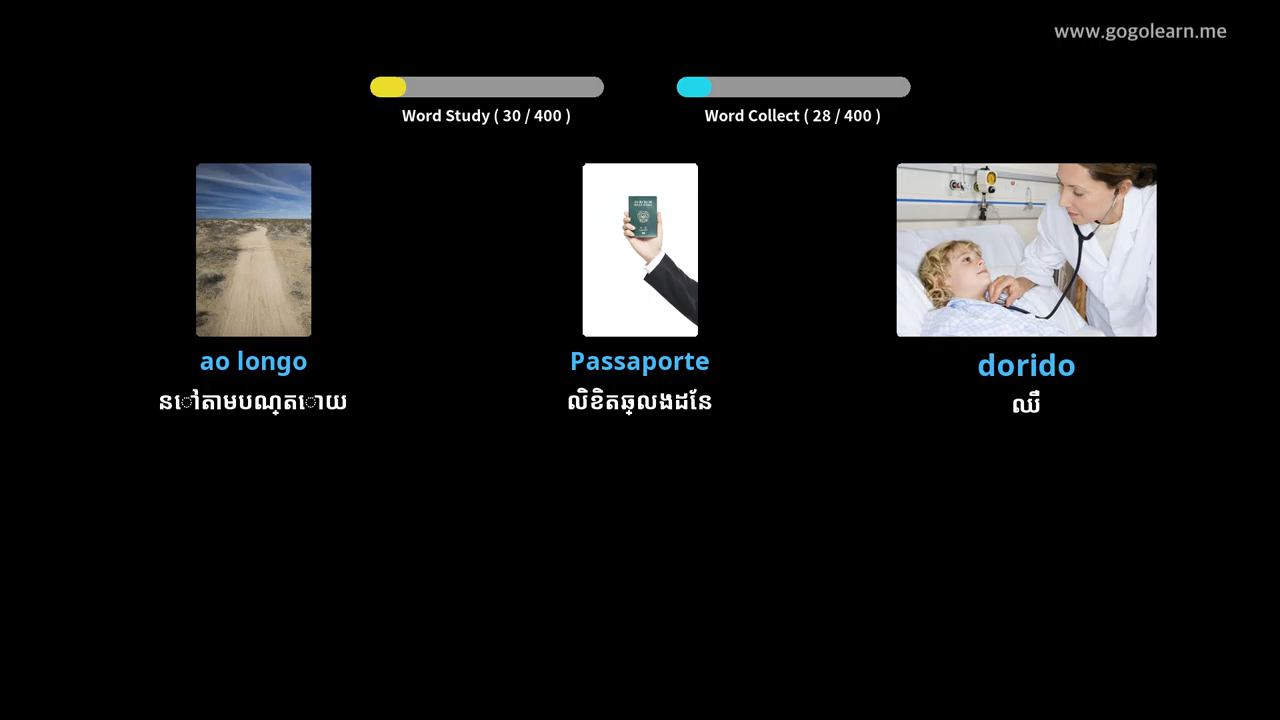 www.gogolearn.me
Word Study ( 30 / 400 )
Word Collect ( 28 / 400 )
ao longo
Passaporte
dorido
នៅតាមបណ្តោយ
លិខិតឆ្លងដែន
ឈឺ